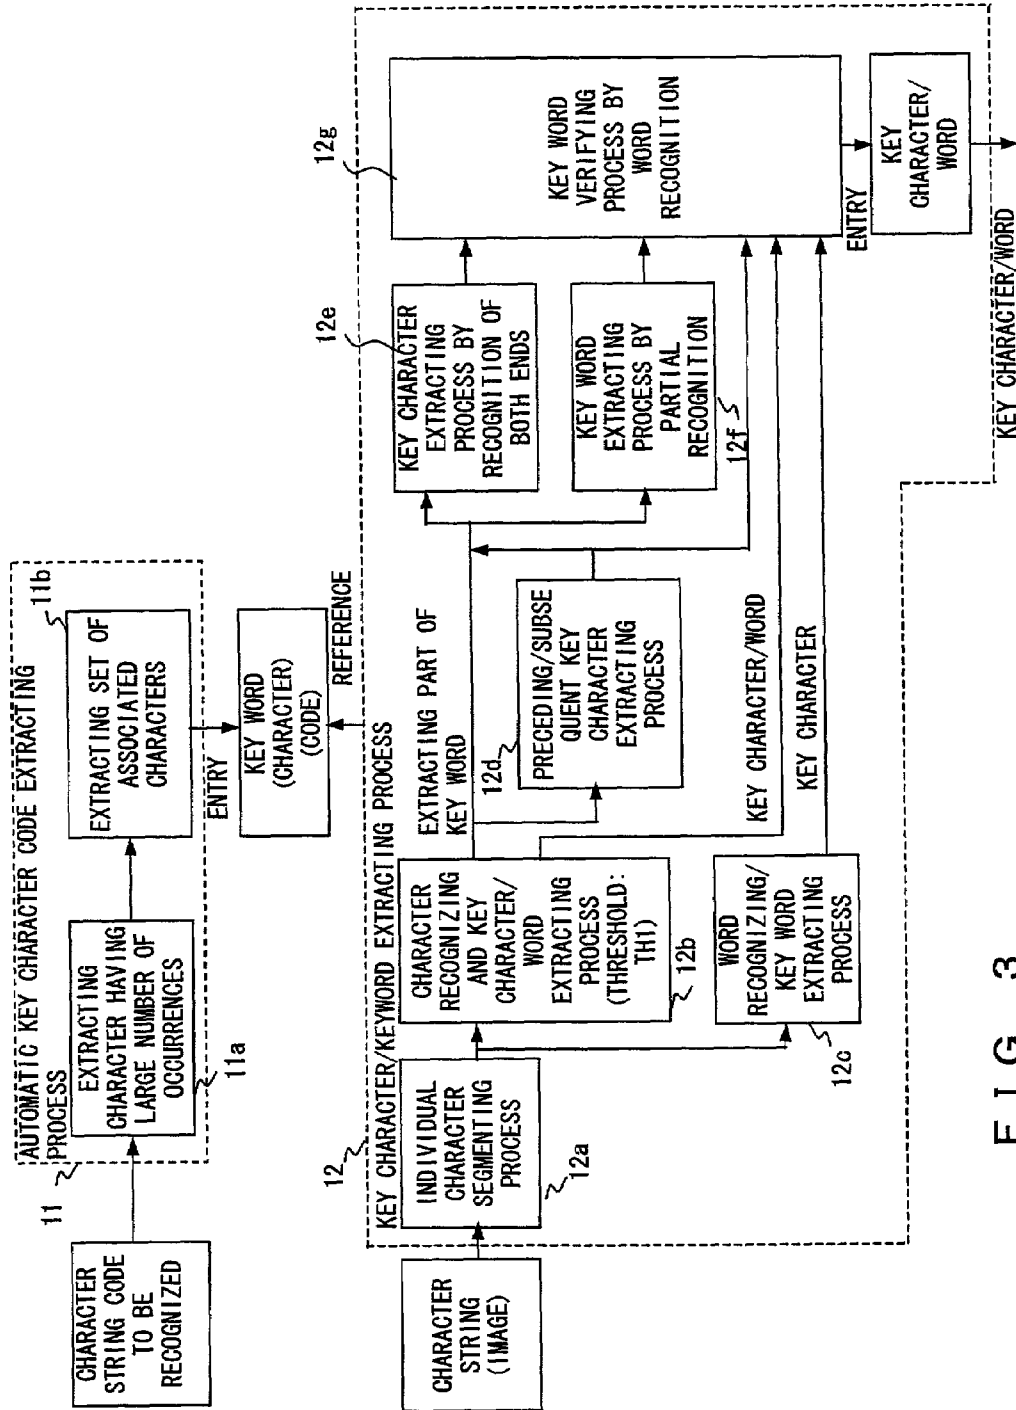 CHARACTER
STRING CODE
TO BE
RECOGNIZED
11
AUTOMATIC KEY CHARACTER CODE EXTRACTING
PROCESS
EXTRACTING
CHARACTER HAVING
LARGE NUMBER OF
OCCURRENCES
11a
EXTRACTING SET OF
ASSOCIATED
CHARACTERS
11b
ENTRY
KEY WORD
(CHARACTER)
(CODE)
REFERENCE
12
KEY CHARACTER/KEYWORD EXTRACTING PROCESS
CHARACTER
STRING
(IMAGE)
INDIVIDUAL
CHARACTER
SEGMENTING
PROCESS
12a
CHARACTER
RECOGNIZING
AND KEY
CHARACTER/
WORD
EXTRACTING
PROCESS
(THRESHOLD:
TH1)
12b
WORD
RECOGNIZING/
KEY WORD
EXTRACTING
PROCESS
12c
EXTRACTING PART OF
KEY WORD
12d
PRECEDING/SUBSE
QUENT KEY
CHARACTER
EXTRACTING
PROCESS
KEY CHARACTER/WORD
KEY CHARACTER
12e
KEY CHARACTER
EXTRACTING
PROCESS BY
RECOGNITION OF
BOTH ENDS
KEY WORD
EXTRACTING
PROCESS BY
PARTIAL
RECOGNITION
12f
12g
KEY WORD
VERIFYING
PROCESS BY
WORD
RECOGNITION
ENTRY
KEY
CHARACTER/
WORD
KEY CHARACTER/WORD
FIG. 3